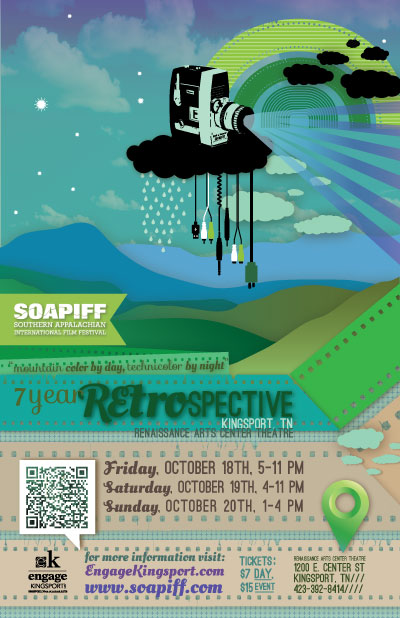 SOAPIFF
SOUTHERN APPALACHIAN
INTERNATIONAL FILM FESTIVAL
mountain color by day, technicolor by night
7 year REtroSPECTIVE
KINGSPORT, TN
RENAISSANCE ARTS CENTER THEATRE
Friday, OCTOBER 18TH, 5-11 PM
Saturday, OCTOBER 19TH, 4-11 PM
Sunday, OCTOBER 20TH, 1-4 PM
k
engage
KINGSPORT
for more information visit:
EngageKingsport.com
www.soapiff.com
TICKETS:
$7 DAY,
$15 EVENT
RENAISSANCE ARTS CENTER THEATRE
1200 E. CENTER ST
KINGSPORT, TN///
423-392-8414////